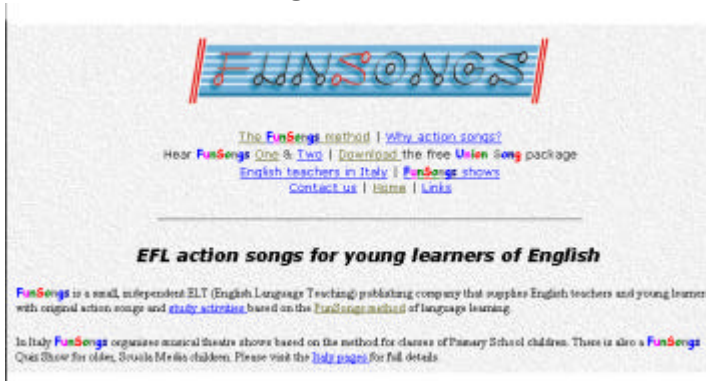 FUNSONGS
The FunSongs method | Why action songs?
Hear FunSongs One & Two | Download the free Union Song package
English teachers in Italy | FunSongs shows
Contact us | Home | Links
EFL action songs for young learners of English
FunSongs is a small, independent ELT (English Language Teaching) publishing company that supplies English teachers and young learners
with original action songs and study activities based on the FunSongs method of language learning.
In Italy FunSongs organises musical theatre shows based on the method for classes of Primary School children. There is also a FunSongs
Quiz Show for older, Scuola Media children. Please visit the Italy pages for full details.